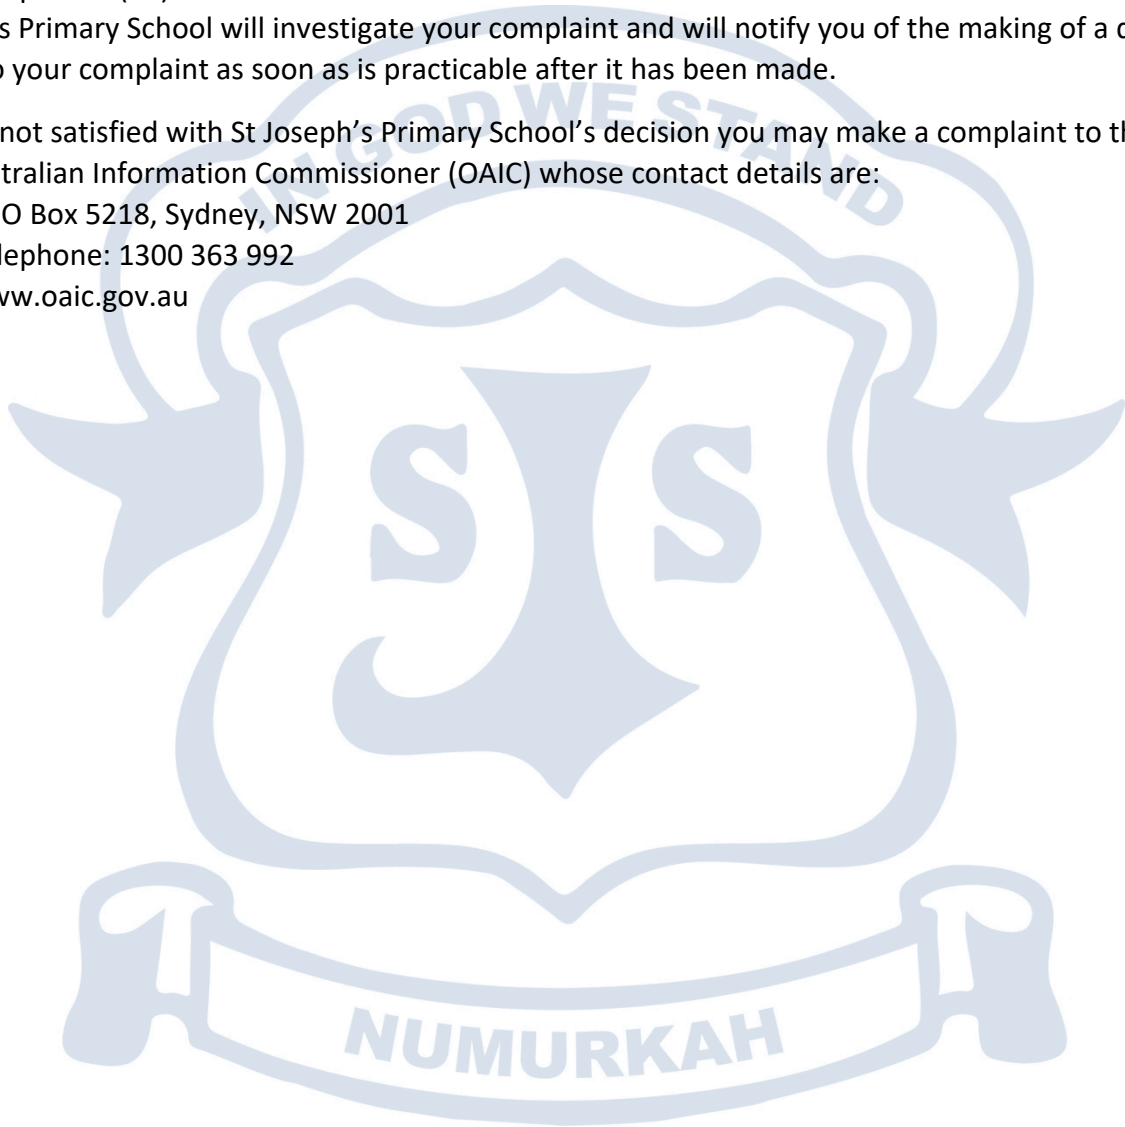 s Primary School will investigate your complaint and will notify you of the making of a
your complaint as soon as is practicable after it has been made.
not satisfied with St Joseph’s Primary School’s decision you may make a complaint to
tralian Information Commissioner (OAIC) whose contact details are:
O Box 5218, Sydney, NSW 2001
lephone: 1300 363 992
ww.oaic.gov.au
IN GOD WE STAND
S J S
NUMURKAH